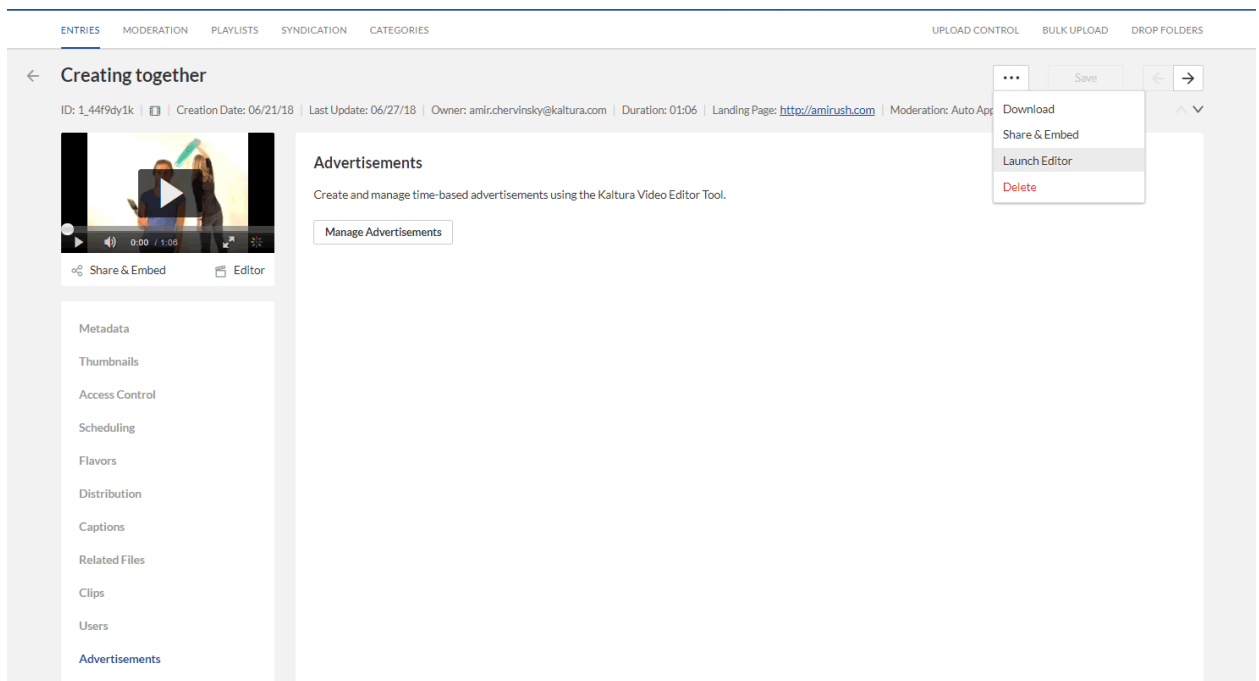 ENTRIES MODERATION PLAYLISTS SYNDICATION CATEGORIES UPLOAD CONTROL BULK UPLOAD DROP FOLDERS
Creating together
... Save
ID: 1_44f9dy1k | Creation Date: 06/21/18 | Last Update: 06/27/18 | Owner: amir.chervinsky@kaltura.com | Duration: 01:06 | Landing Page: http://amirush.com | Moderation: Auto App
Download
Share & Embed
Launch Editor
Delete
0:00 / 1:06
Share & Embed Editor
Advertisements
Create and manage time-based advertisements using the Kaltura Video Editor Tool.
Manage Advertisements
Metadata
Thumbnails
Access Control
Scheduling
Flavors
Distribution
Captions
Related Files
Clips
Users
Advertisements